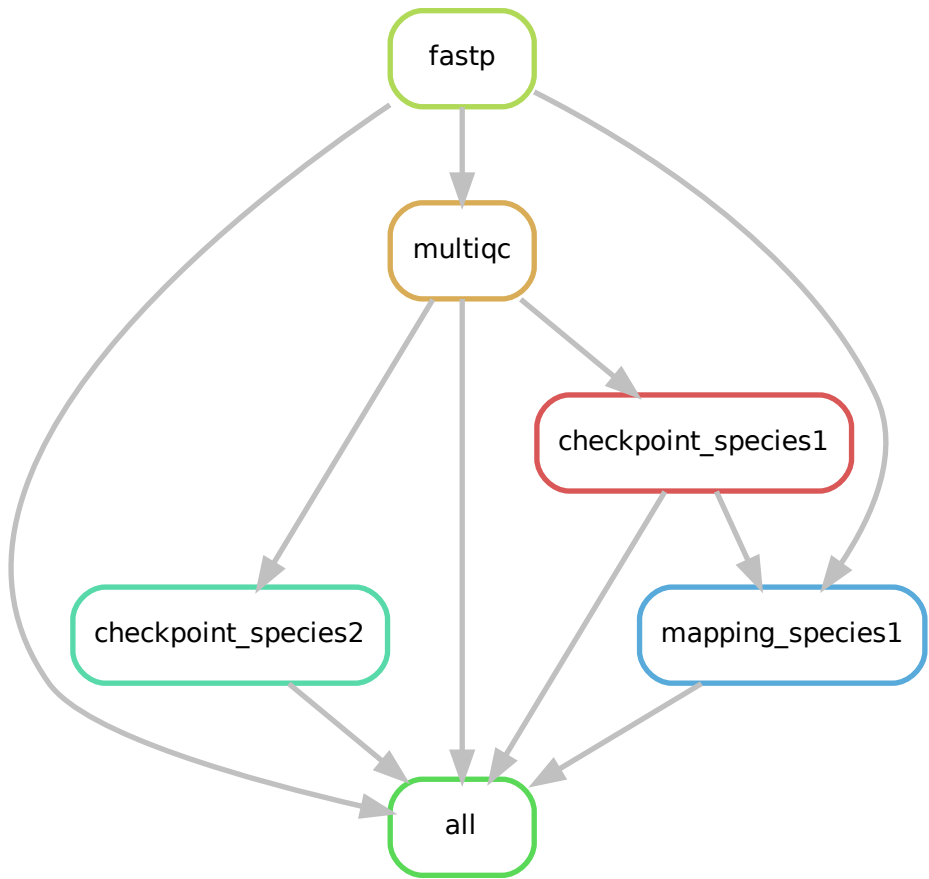 fastp
multiqc
checkpoint_species1
checkpoint_species2
mapping_species1
all